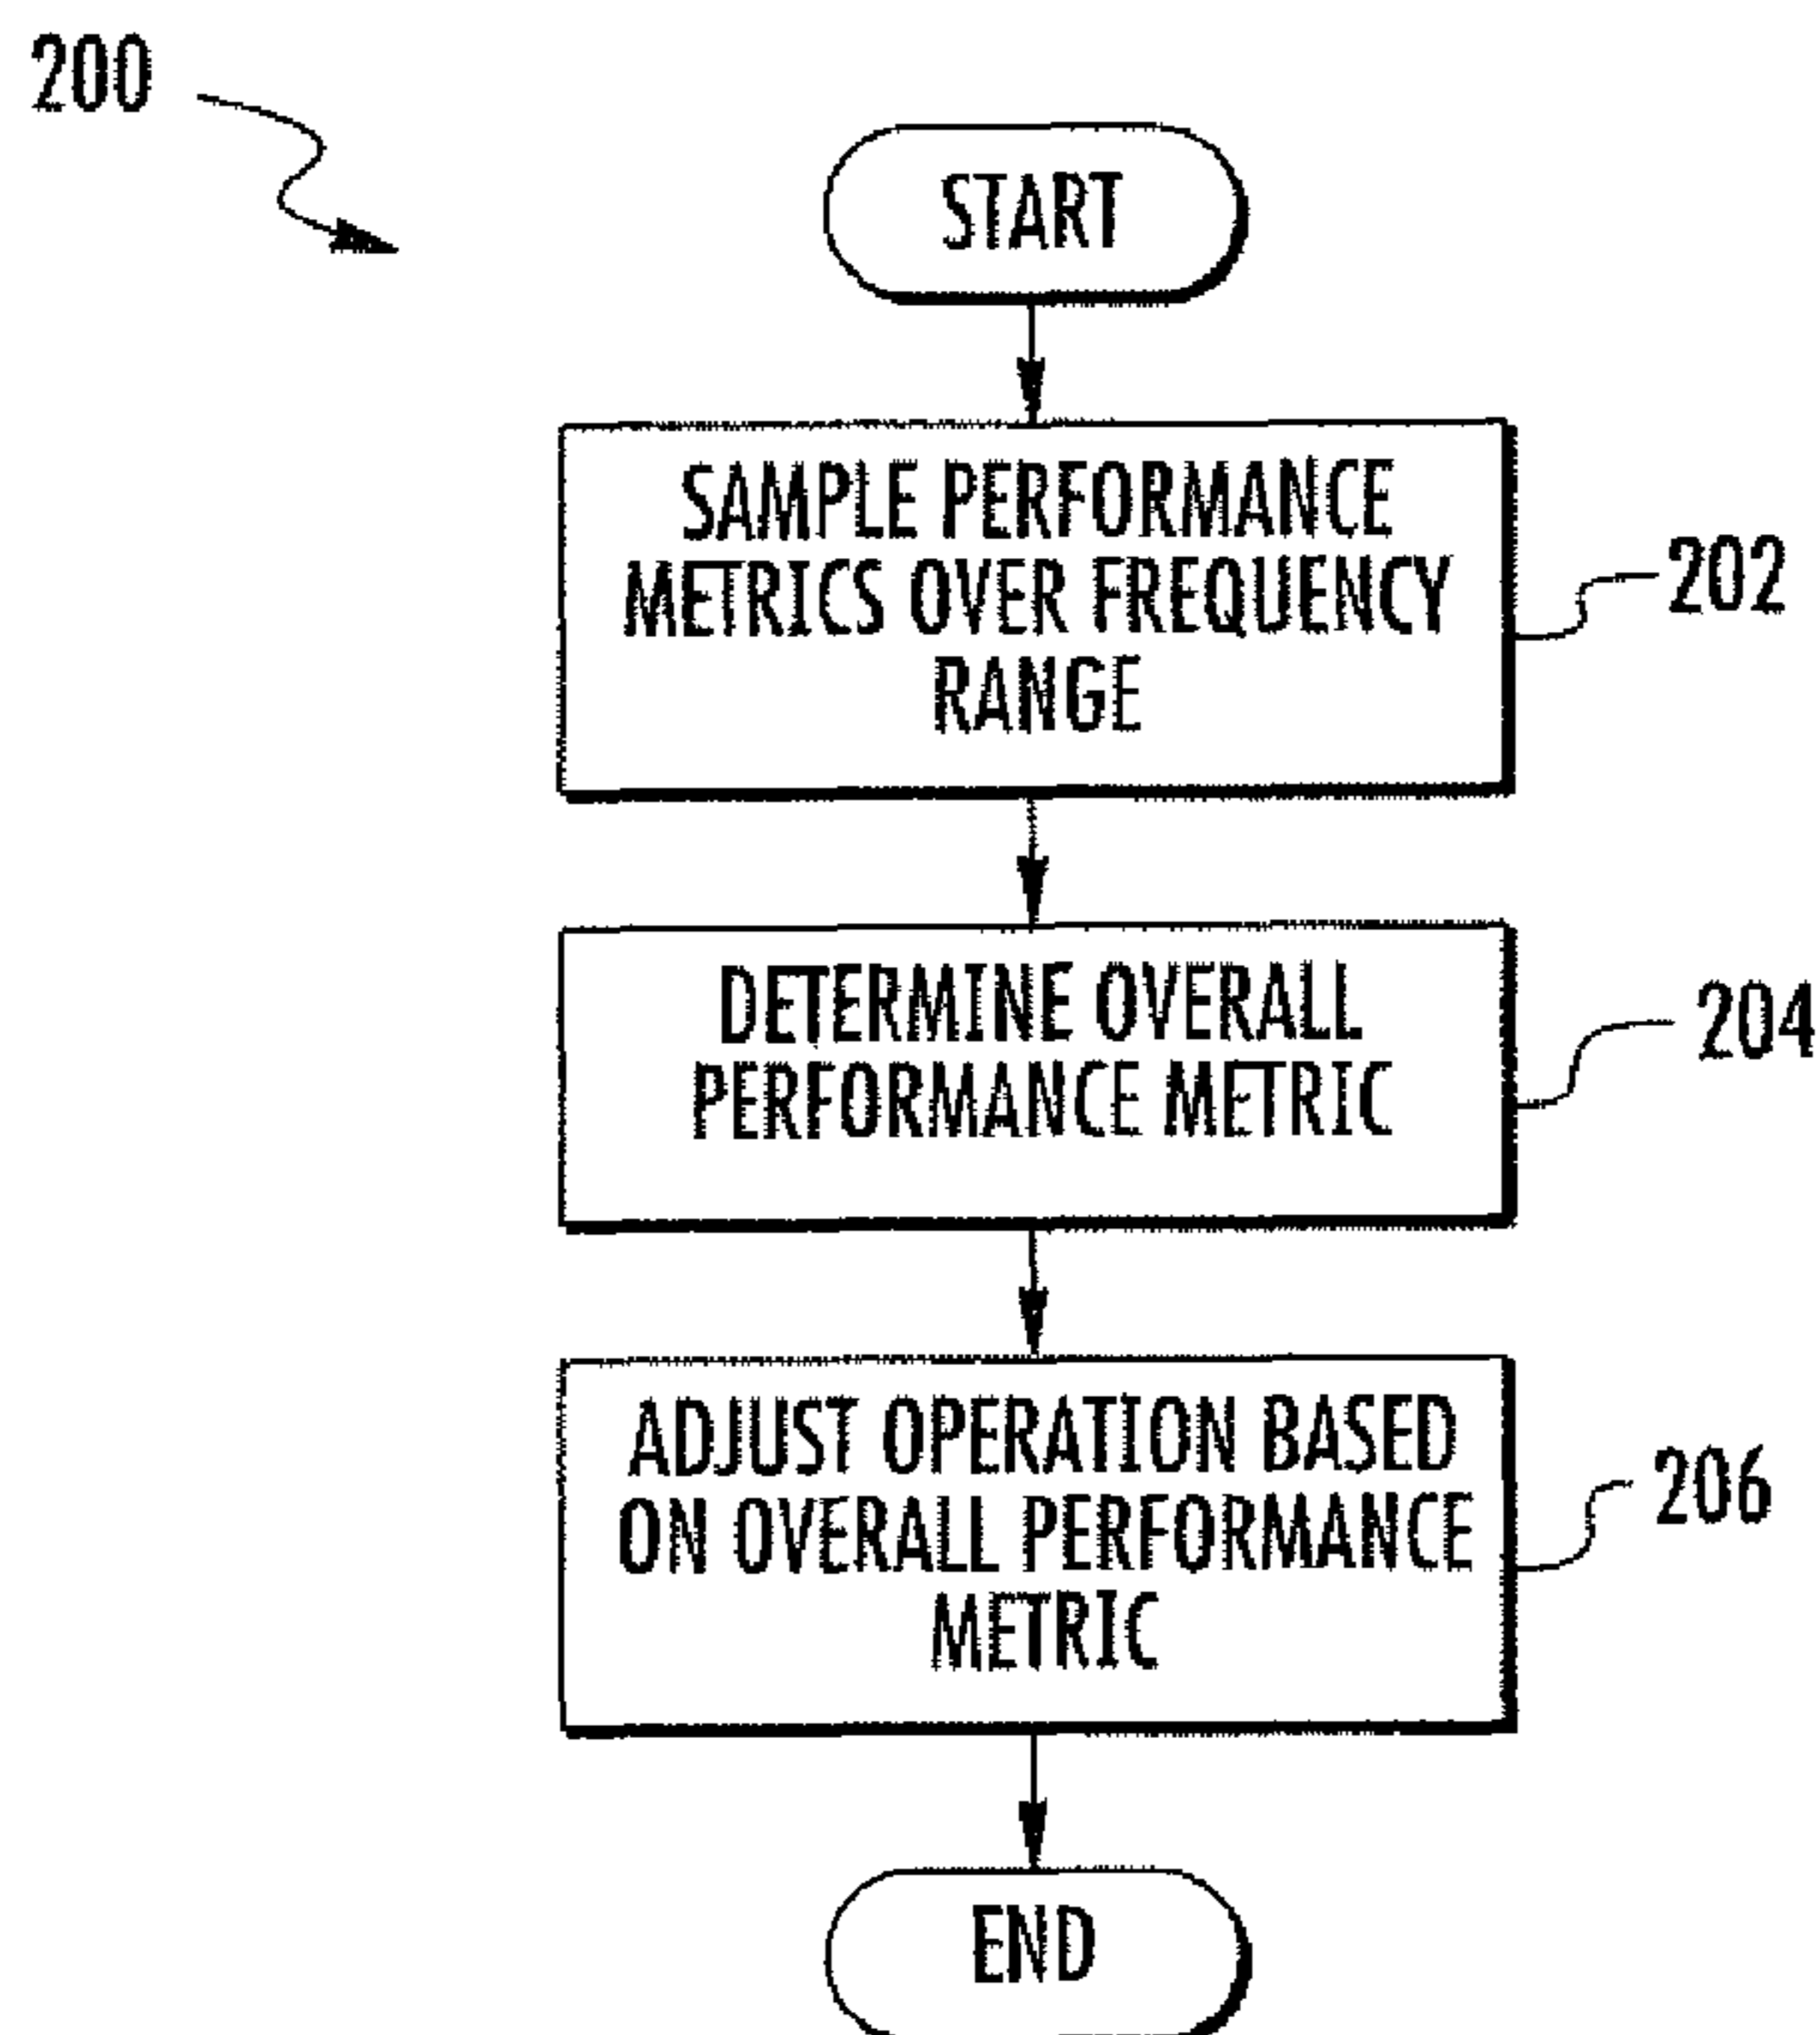 200
START
SAMPLE PERFORMANCE
METRICS OVER FREQUENCY
RANGE
202
DETERMINE OVERALL
PERFORMANCE METRIC
204
ADJUST OPERATION BASED
ON OVERALL PERFORMANCE
METRIC
206
END